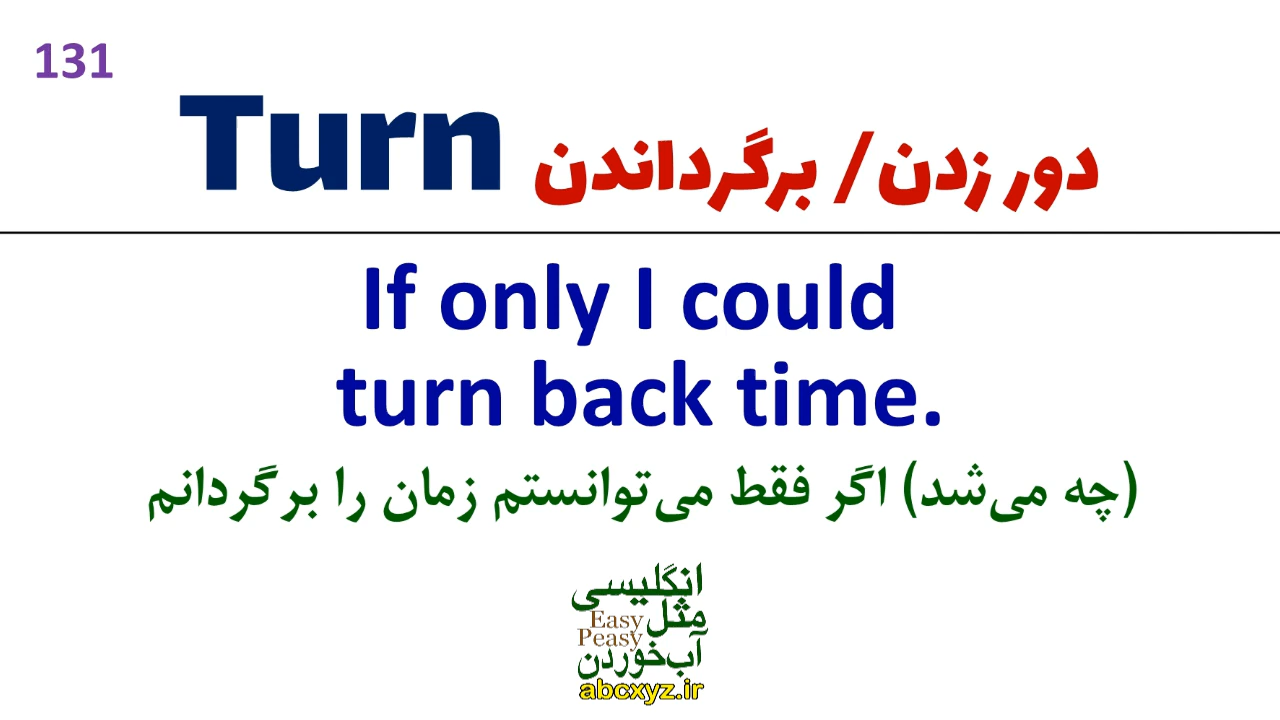 131
Turn دور زدن / برگرداندن
If only I could
turn back time.
(چه می‌شد) اگر فقط می‌توانستم زمان را برگردانم
انگلیسی
مثل Easy
Peasy
آب‌خوردن
abcxyz.ir